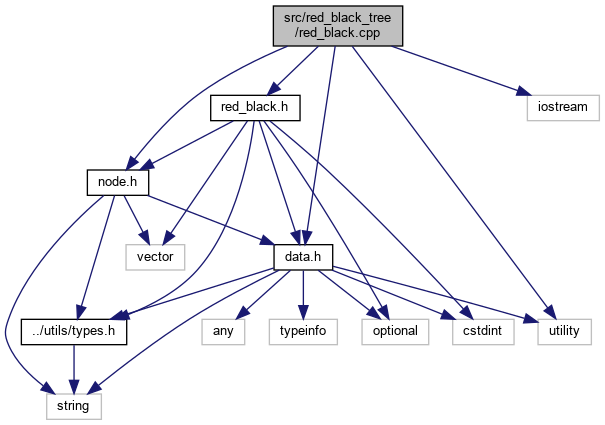 src/red_black_tree
/red_black.cpp
red_black.h
iostream
node.h
vector
data.h
../utils/types.h
any
typeinfo
optional
cstdint
utility
string